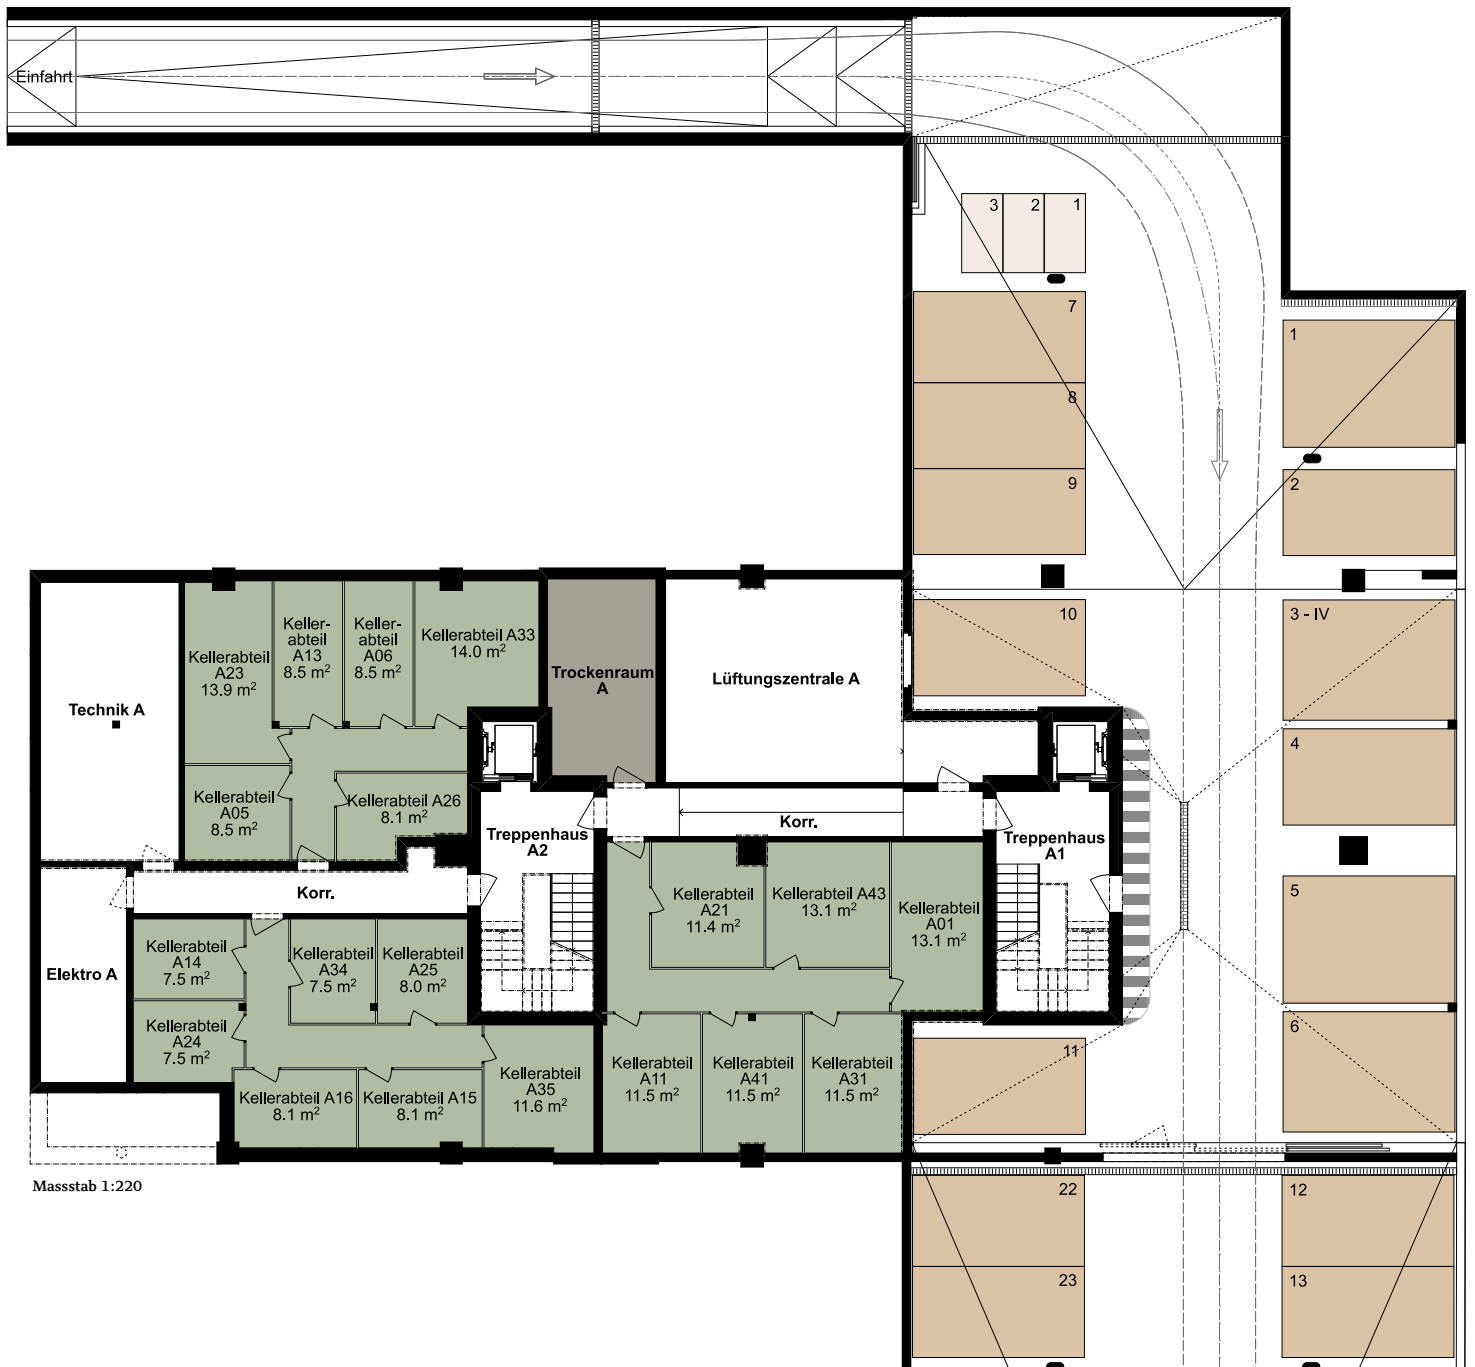 Einfahrt
3
2
1
7
8
9
1
2
10
3 - IV
4
5
6
11
22
23
12
13
Technik A
Kellerabteil
A23
13.9 m²
Keller-
abteil
A13
8.5 m²
Keller-
abteil
A06
8.5 m²
Kellerabteil A33
14.0 m²
Trockenraum
A
Lüftungszentrale A
Kellerabteil
A05
8.5 m²
Kellerabteil A26
8.1 m²
Treppenhaus
A2
Korr.
Treppenhaus
A1
Korr.
Kellerabteil
A21
11.4 m²
Kellerabteil A43
13.1 m²
Kellerabteil
A01
13.1 m²
Elektro A
Kellerabteil
A14
7.5 m²
Kellerabteil
A34
7.5 m²
Kellerabteil
A25
8.0 m²
Kellerabteil
A24
7.5 m²
Kellerabteil A16
8.1 m²
Kellerabteil A15
8.1 m²
Kellerabteil
A35
11.6 m²
Kellerabteil
A11
11.5 m²
Kellerabteil
A41
11.5 m²
Kellerabteil
A31
11.5 m²
Massstab 1:220